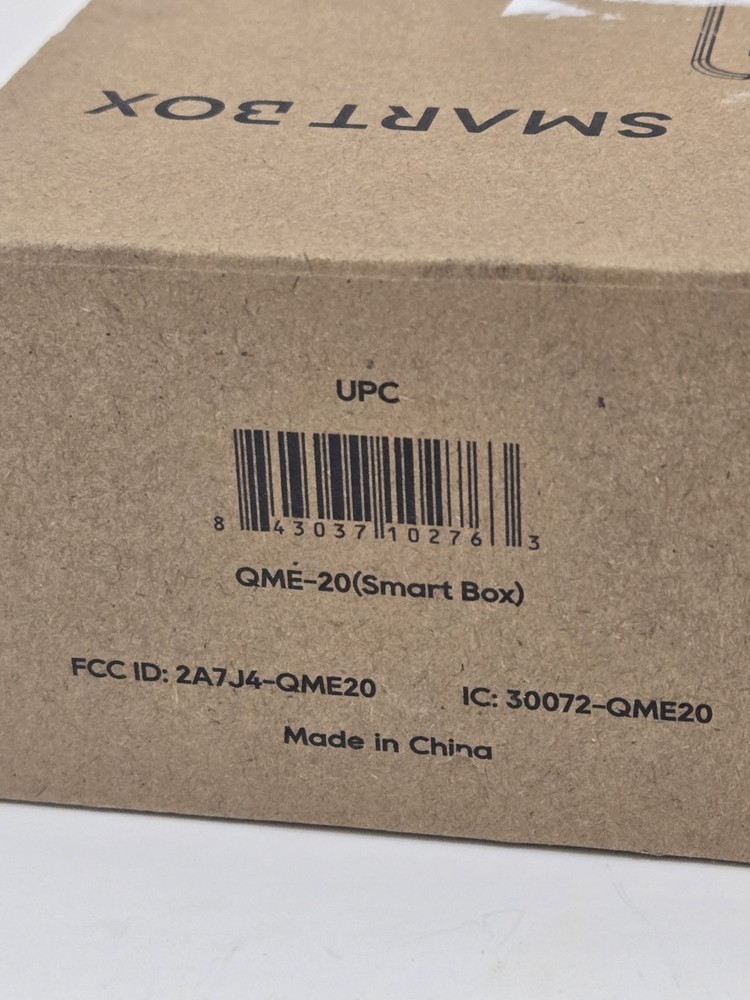 SMART BOX
UPC
8 43037 10276 3
QME-20(Smart Box)
FCC ID: 2A7J4-QME20 IC: 30072-QME20
Made in China